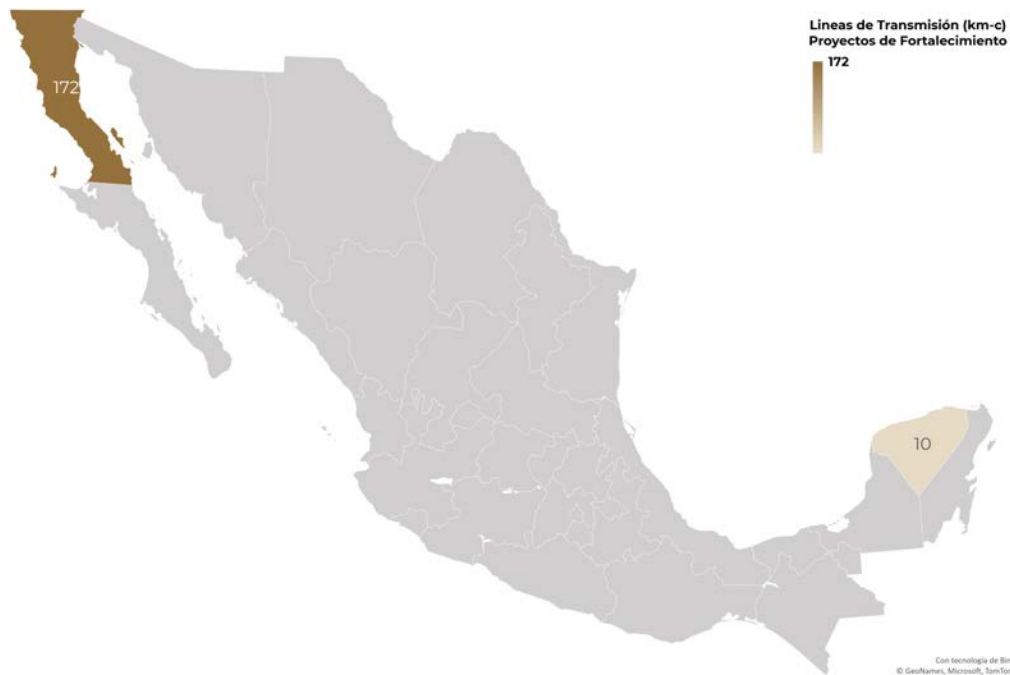 Lineas de Transmisión (km-c)
Proyectos de Fortalecimiento
172
172
10
Con tecnología de
© GeoNames, Microsoft,